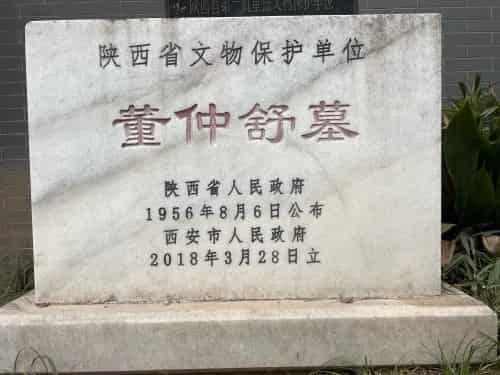 陕西省文物保护单位
董仲舒墓
陕西省人民政府
1956年8月6日公布
西安市人民政府
2018年3月28日立